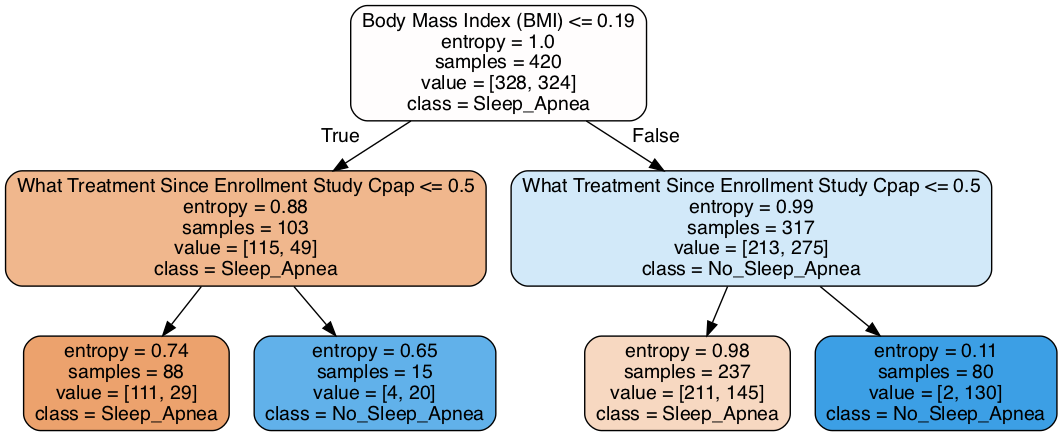 Body Mass Index (BMI) <= 0.19
entropy = 1.0
samples = 420
value = [328, 324]
class = Sleep_Apnea
True
False
What Treatment Since Enrollment Study Cpap <= 0.5
entropy = 0.88
samples = 103
value = [115, 49]
class = Sleep_Apnea
What Treatment Since Enrollment Study Cpap <= 0.5
entropy = 0.99
samples = 317
value = [213, 275]
class = No_Sleep_Apnea
entropy = 0.74
samples = 88
value = [111, 29]
class = Sleep_Apnea
entropy = 0.65
samples = 15
value = [4, 20]
class = No_Sleep_Apnea
entropy = 0.98
samples = 237
value = [211, 145]
class = Sleep_Apnea
entropy = 0.11
samples = 80
value = [2, 130]
class = No_Sleep_Apnea